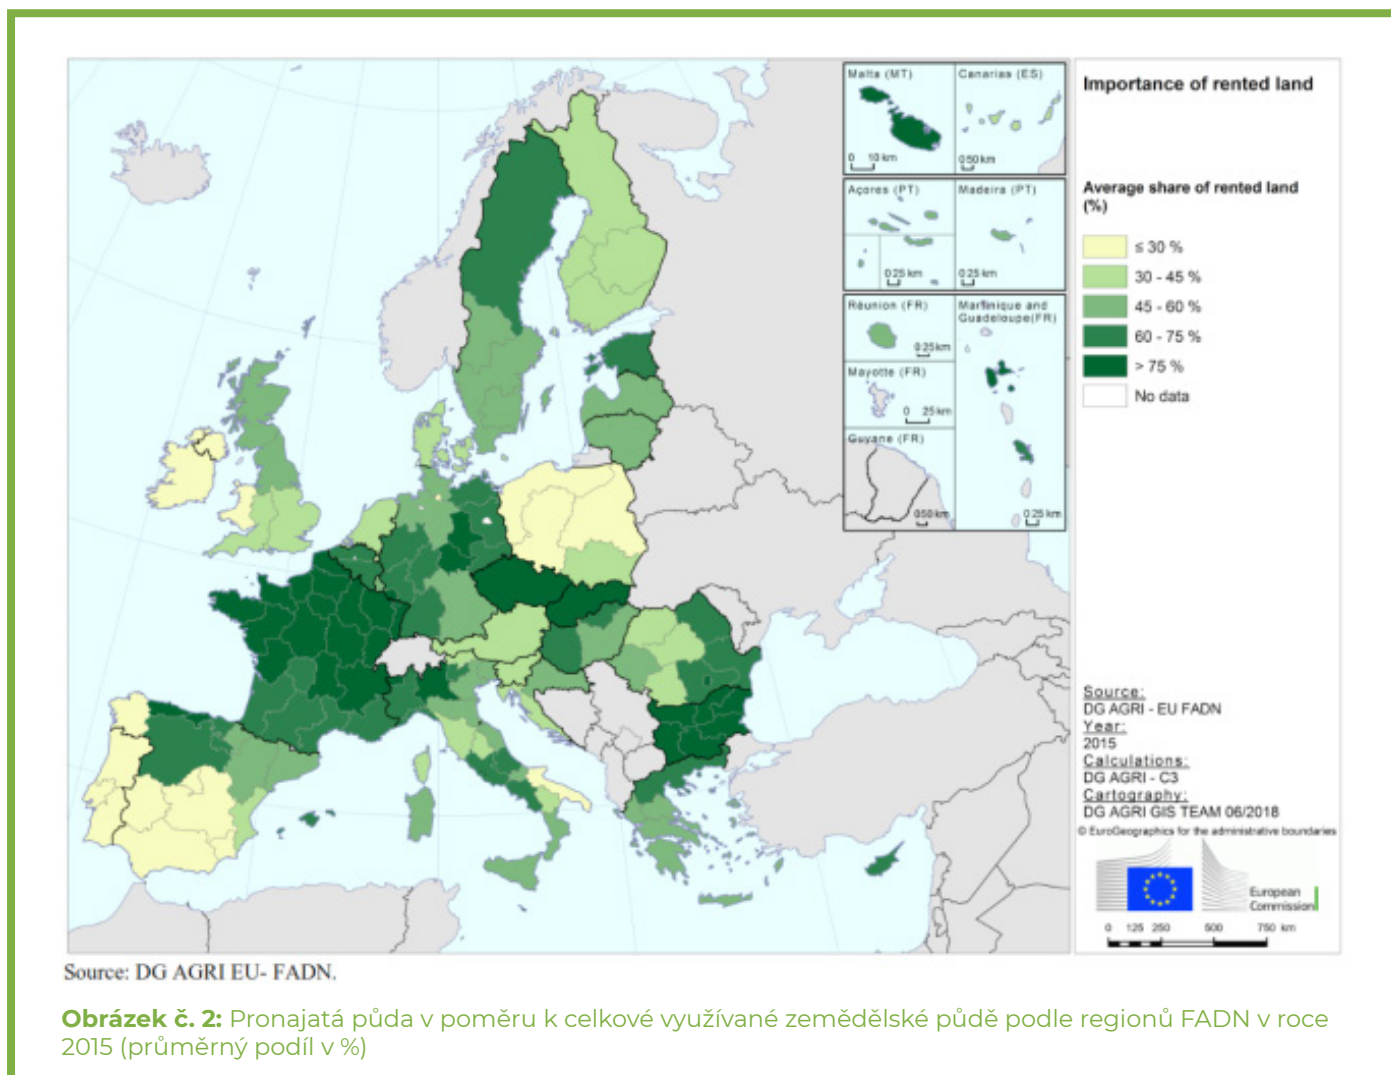 Malta (MT)
Canarias (ES)
0 10 km
0 50 km
Açores (PT)
Madeira (PT)
0 25 km
0 25 km
Réunion (FR)
Martinique and
Guadeloupe(FR)
0 25 km
Mayotte (FR)
0 25 km
Guyane (FR)
0 50 km
0 25 km
Importance of rented land
Average share of rented land
(%)
≤ 30 %
30 - 45 %
45 - 60 %
60 - 75 %
> 75 %
No data
Source:
DG AGRI - EU FADN
Year:
2015
Calculations:
DG AGRI - C3
Cartography:
DG AGRI GIS TEAM 06/2018
© EuroGeographics for the administrative boundaries
European
Commission
0 125 250 500 750 km
Source: DG AGRI EU- FADN.
Obrázek č. 2: Pronajatá půda v poměru k celkové využívané zemědělské půdě podle regionů FADN v roce
2015 (průměrný podíl v %)